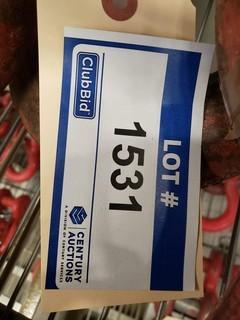 ClubBid
LOT #
1531
CENTURY
AUCTIONS
A DIVISION OF CENTURY SERVICES